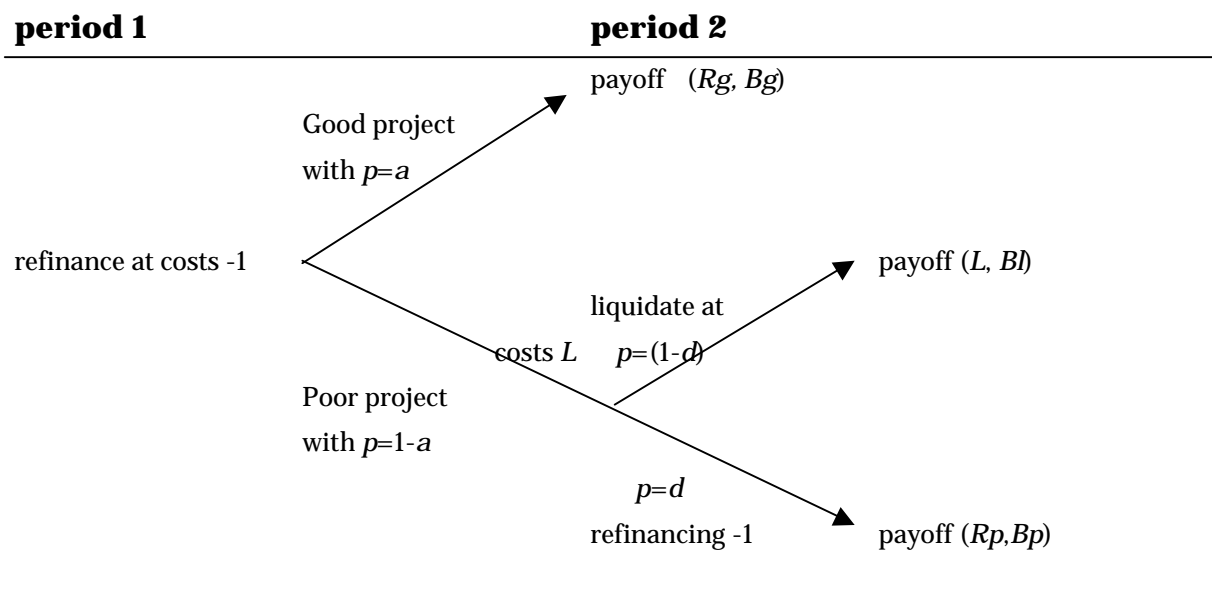 period 1 period 2
payoff (Rg, Bg)
Good project
with p=a
refinance at costs -1
payoff (L, Bl)
liquidate at
costs L p=(1-d)
Poor project
with p=1-a
p=d
refinancing -1 payoff (Rp,Bp)